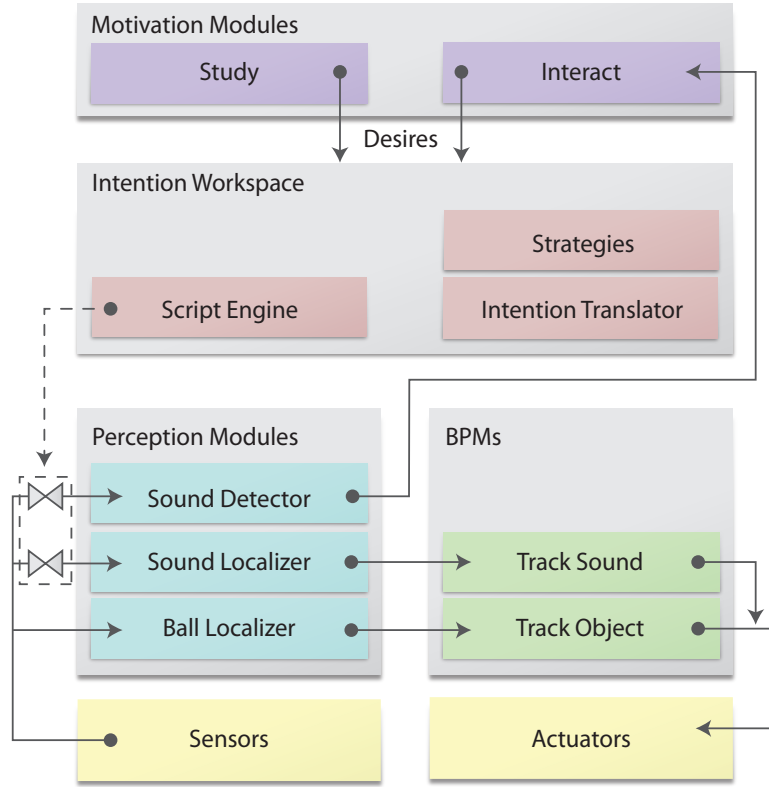 Motivation Modules
Study
Interact
Desires
Intention Workspace
Strategies
Script Engine
Intention Translator
Perception Modules
BPMs
Sound Detector
Sound Localizer
Track Sound
Ball Localizer
Track Object
Sensors
Actuators